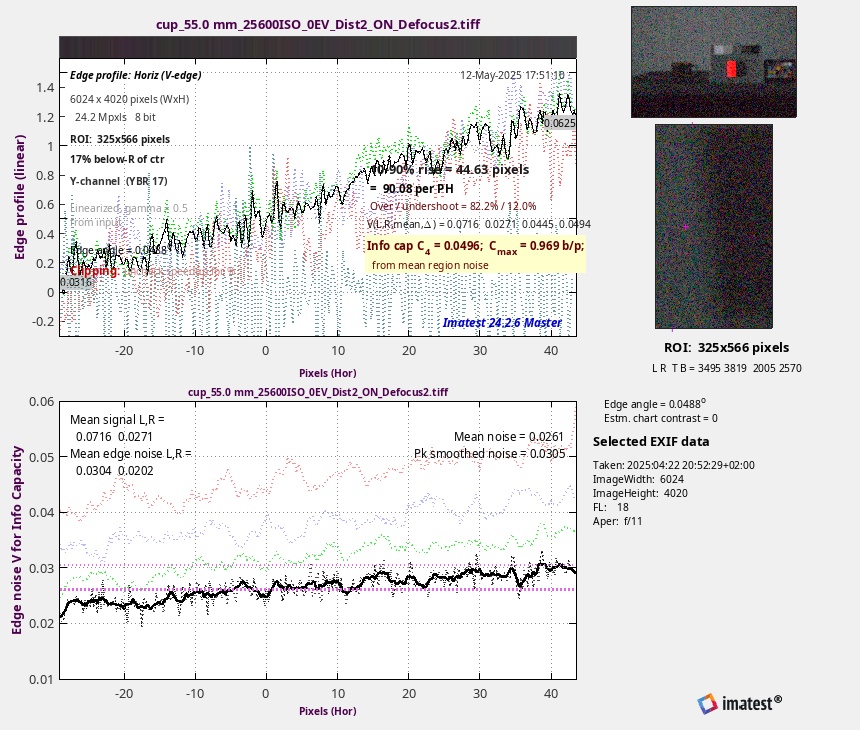 cup_55.0 mm_25600ISO_0EV_Dist2_ON_Defocus2.tiff
Edge profile: Horiz (V-edge)
12-May-2025 17:51:10
6024 x 4020 pixels (WxH)
24.2 Mpxls 8 bit
ROI: 325x566 pixels
17% below-R of ctr
Y-channel (YBR 17)
Linearized, gamma = 0.5
from input
Edge angle = 0.0488°
Clipping:
0.0316
0.0625
10-90% rise = 44.63 pixels
= 90.08 per PH
Over / undershoot = 82.2% / 12.0%
V(L,R,mean,Δ) = 0.0716 0.0271 0.0445 0.0494
Info cap C4 = 0.0496; Cmax = 0.969 b/p;
from mean region noise
Imatest 24.2.6 Master
Edge profile (linear)
1.4
1.2
1
0.8
0.6
0.4
0.2
0
-0.2
-20
-10
0
10
20
30
40
Pixels (Hor)
cup_55.0 mm_25600ISO_0EV_Dist2_ON_Defocus2.tiff
Mean signal L,R =
0.0716 0.0271
Mean edge noise L,R =
0.0304 0.0202
Mean noise = 0.0261
Pk smoothed noise = 0.0305
Edge noise V for Info Capacity
0.06
0.05
0.04
0.03
0.02
0.01
-20
-10
0
10
20
30
40
Pixels (Hor)
ROI: 325x566 pixels
L R T B = 3495 3819 2005 2570
Edge angle = 0.0488°
Estm. chart contrast = 0
Selected EXIF data
Taken: 2025:04:22 20:52:29+02:00
ImageWidth: 6024
ImageHeight: 4020
FL: 18
Aper: f/11
imatest®